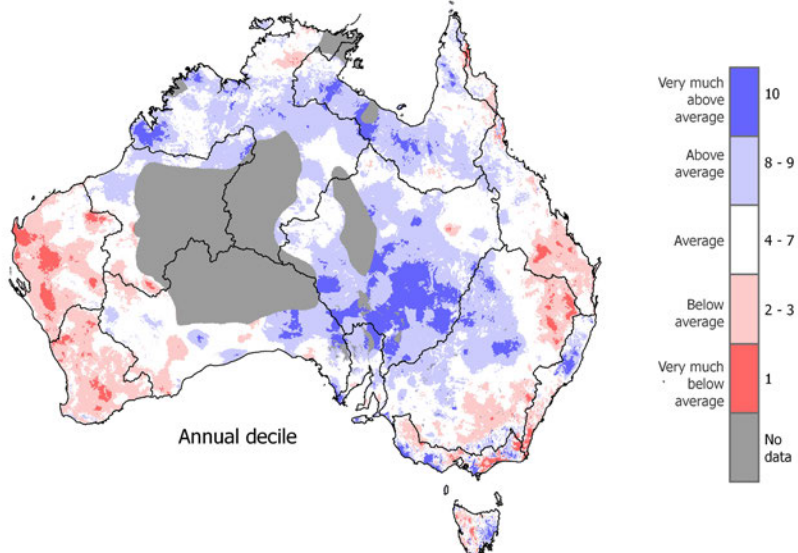 Very much
above
average
10
Above
average
8 - 9
Average
4 - 7
Below
average
2 - 3
Very much
below
average
1
No
data
Annual decile